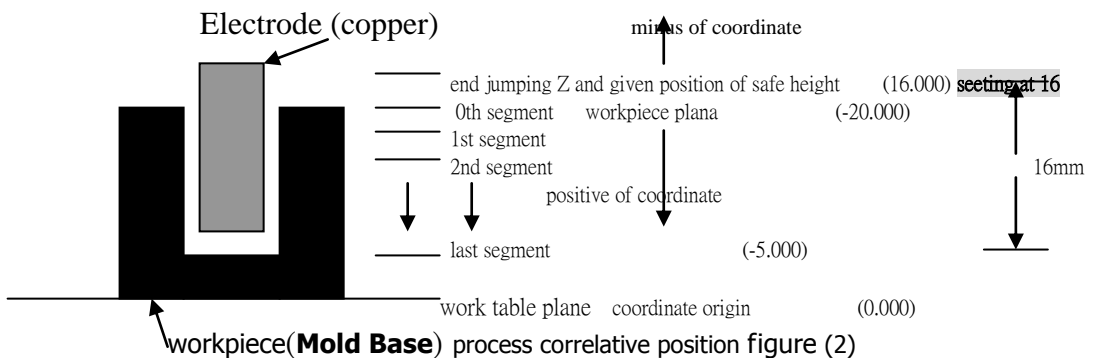 Electrode (copper)
minus of coordinate
end jumping Z and given position of safe height (16.000) seeting at 16
0th segment workpiece plana (-20.000)
1st segment
2nd segment 16mm
positive of coordinate
last segment (-5.000)
work table plane coordinate origin (0.000)
workpiece(Mold Base) process correlative position figure (2)